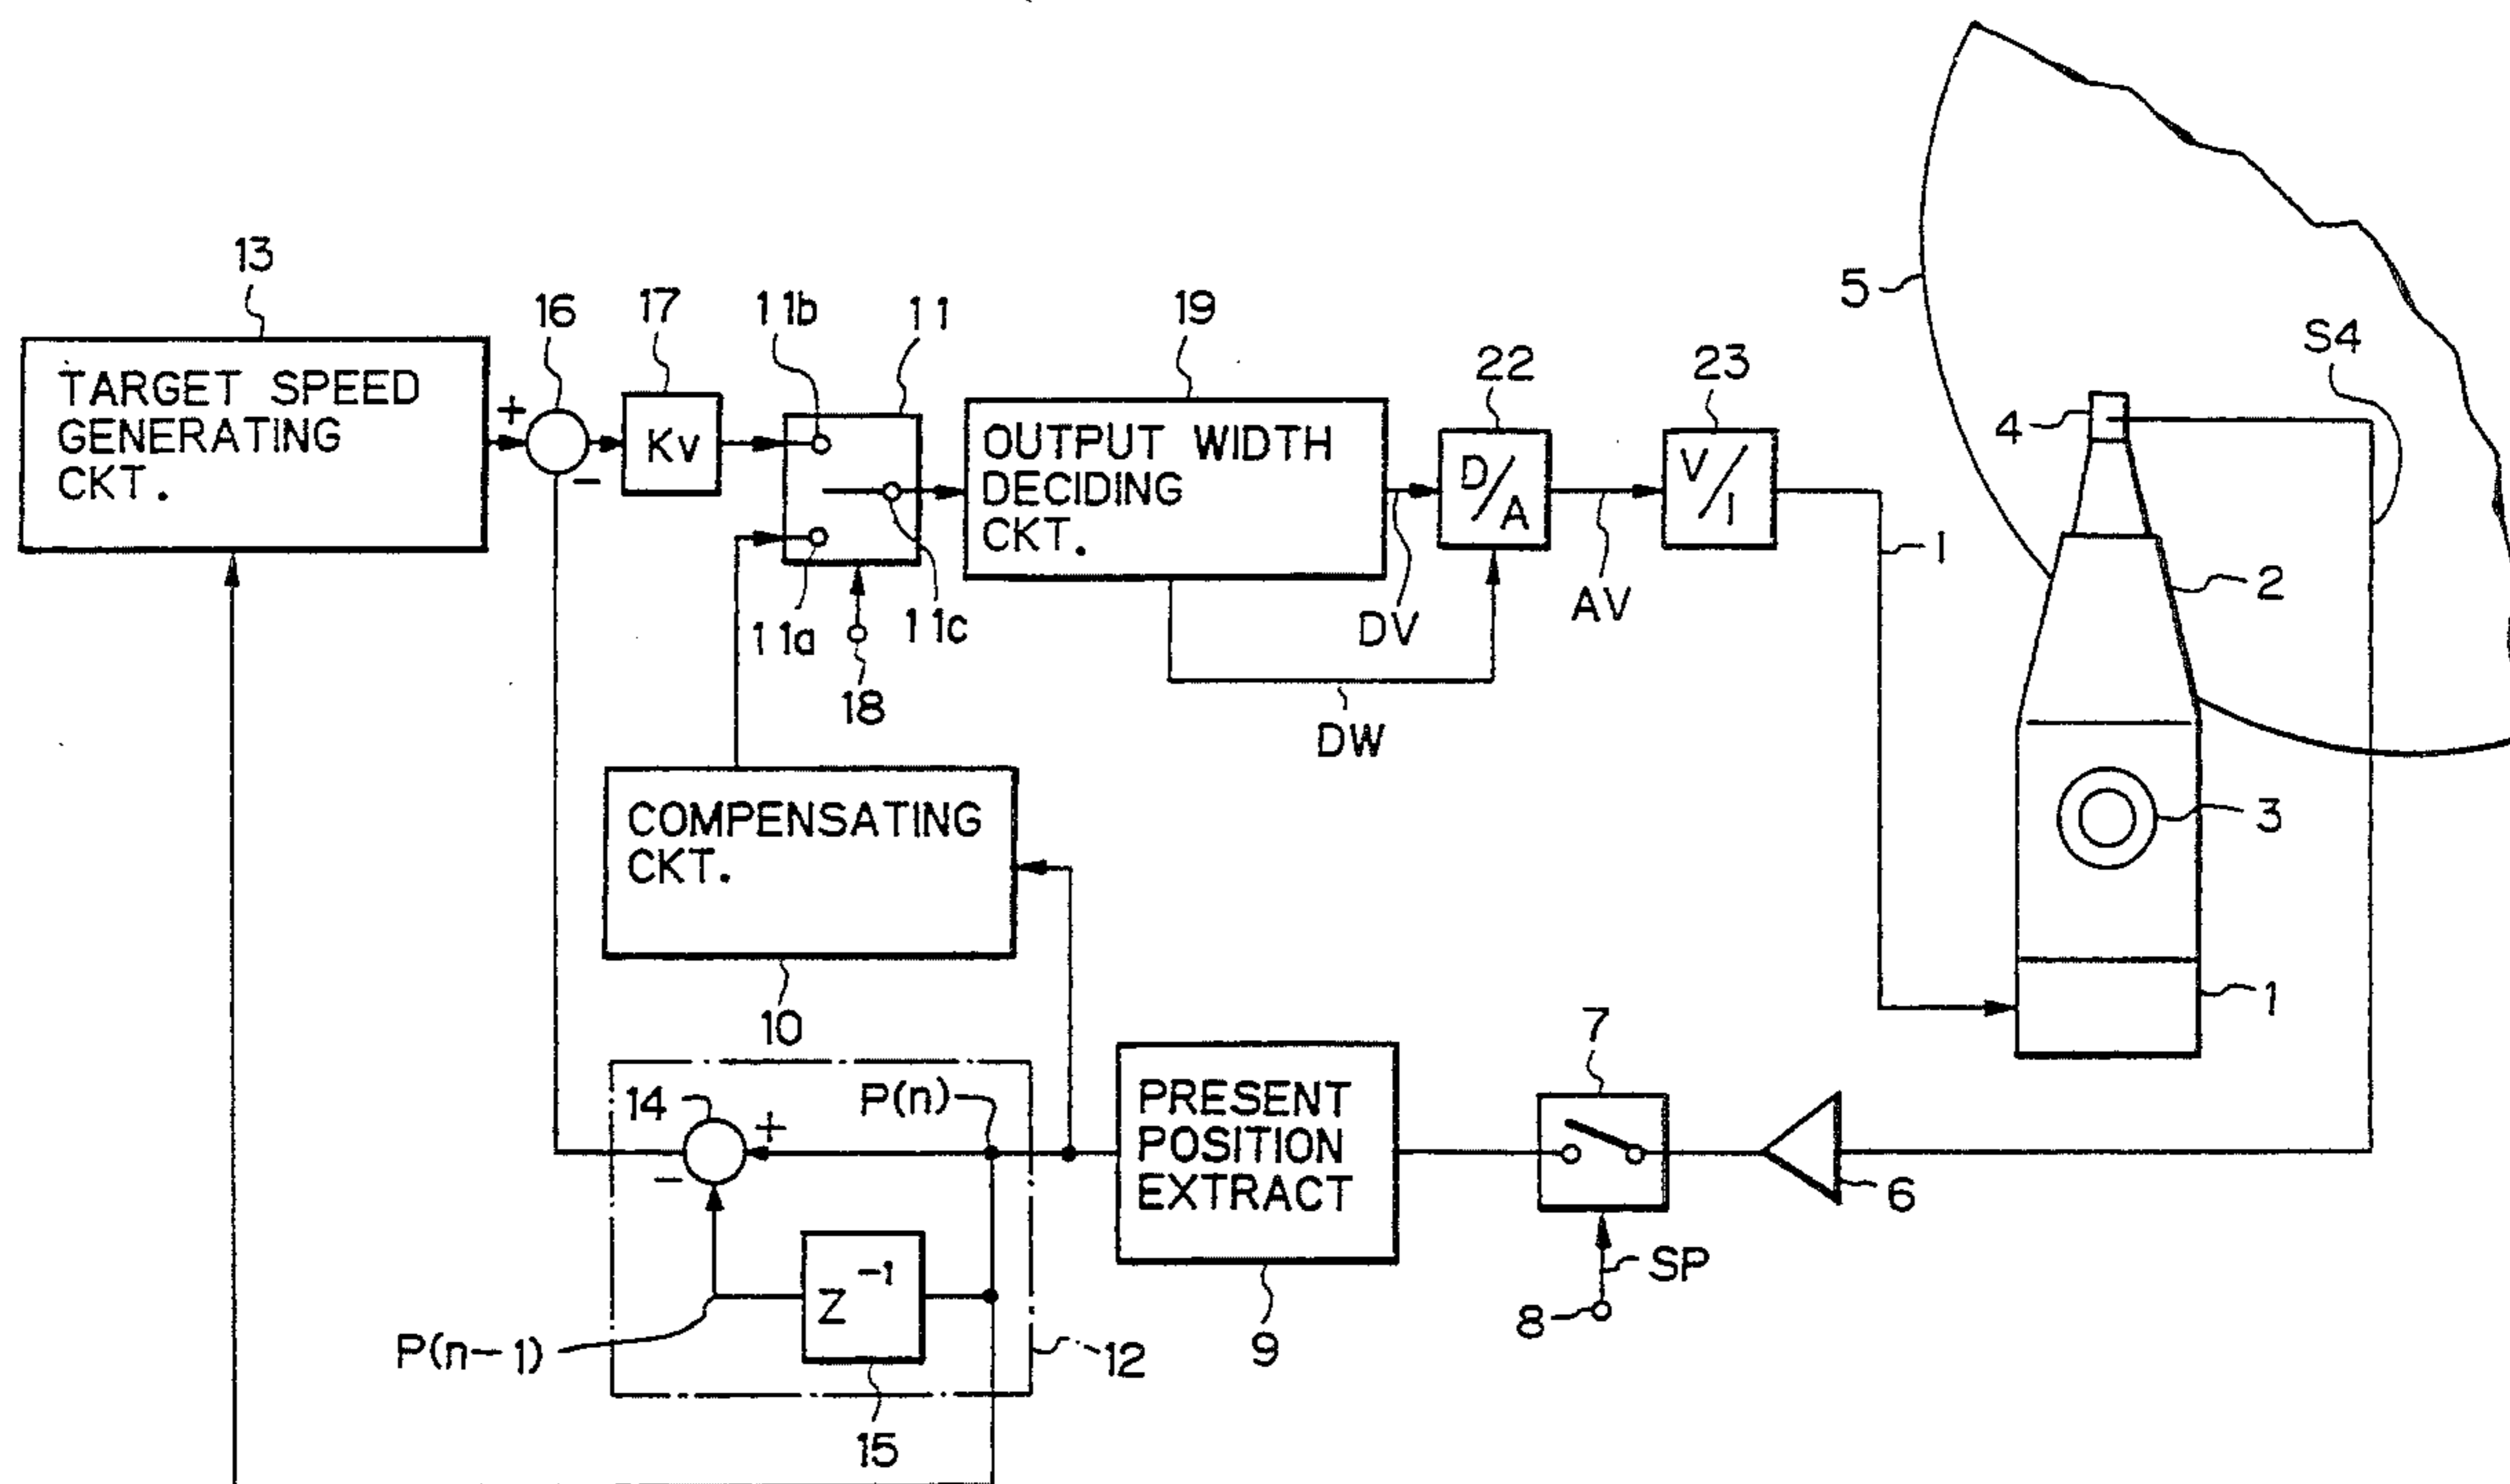 13
16
17
11b
11
19
22
23
5
S4
TARGET SPEED
GENERATING
CKT.
+
−
Kv
OUTPUT WIDTH
DECIDING
CKT.
D/A
V/I
4
I
2
11a
11c
18
DV
AV
DW
COMPENSATING
CKT.
3
10
1
7
14
P(n)
+
−
PRESENT
POSITION
EXTRACT
6
SP
8
Z⁻¹
P(n−1)
12
9
15